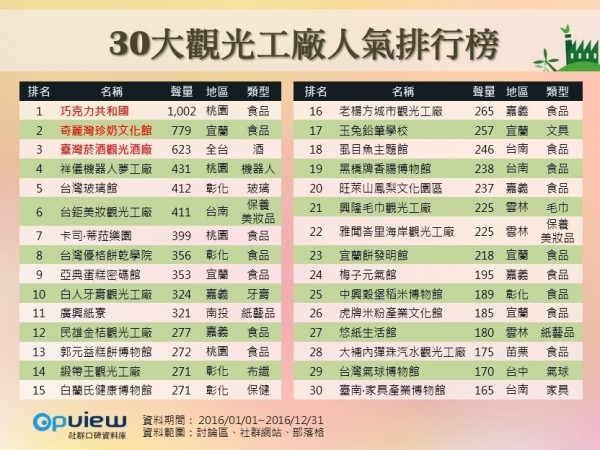 30大觀光工廠人氣排行榜
排名 名稱 聲量 地區 類型
1 巧克力共和國 1,002 桃園 食品
2 奇麗灣珍奶文化館 779 宜蘭 食品
3 臺灣菸酒觀光酒廠 623 全台 酒
4 祥儀機器人夢工廠 431 桃園 機器人
5 台灣玻璃館 412 彰化 玻璃
6 台鉅美妝觀光工廠 411 台南 保養
美妝品
7 卡司‧蒂菈樂園 399 桃園 食品
8 台灣優格餅乾學院 356 彰化 食品
9 亞典蛋糕密碼館 353 宜蘭 食品
10 白人牙膏觀光工廠 324 嘉義 牙膏
11 廣興紙寮 321 南投 紙藝品
12 民雄金桔觀光工廠 277 嘉義 食品
13 郭元益糕餅博物館 272 桃園 食品
14 緞帶王觀光工廠 271 彰化 布織
15 白蘭氏健康博物館 271 彰化 保健
排名 名稱 聲量 地區 類型
16 老楊方城市觀光工廠 265 嘉義 食品
17 玉兔鉛筆學校 257 宜蘭 文具
18 虱目魚主題館 246 台南 食品
19 黑橋牌香腸博物館 238 台南 食品
20 旺萊山鳳梨文化園區 237 嘉義 食品
21 興隆毛巾觀光工廠 225 雲林 毛巾
22 雅聞峇里海岸觀光工廠 225 雲林 保養
美妝品
23 宜蘭餅發明館 218 宜蘭 食品
24 梅子元氣館 195 嘉義 食品
25 中興穀堡稻米博物館 189 彰化 食品
26 虎牌米粉產業文化館 185 宜蘭 食品
27 悠紙生活館 180 雲林 紙藝品
28 大補內彈珠汽水觀光工廠 175 苗栗 食品
29 台灣氣球博物館 170 台中 氣球
30 臺南‧家具產業博物館 165 台南 家具
OpView
社群口碑資料庫
資料期間： 2016/01/01~2016/12/31
資料範圍：討論區、社群網站、部落格